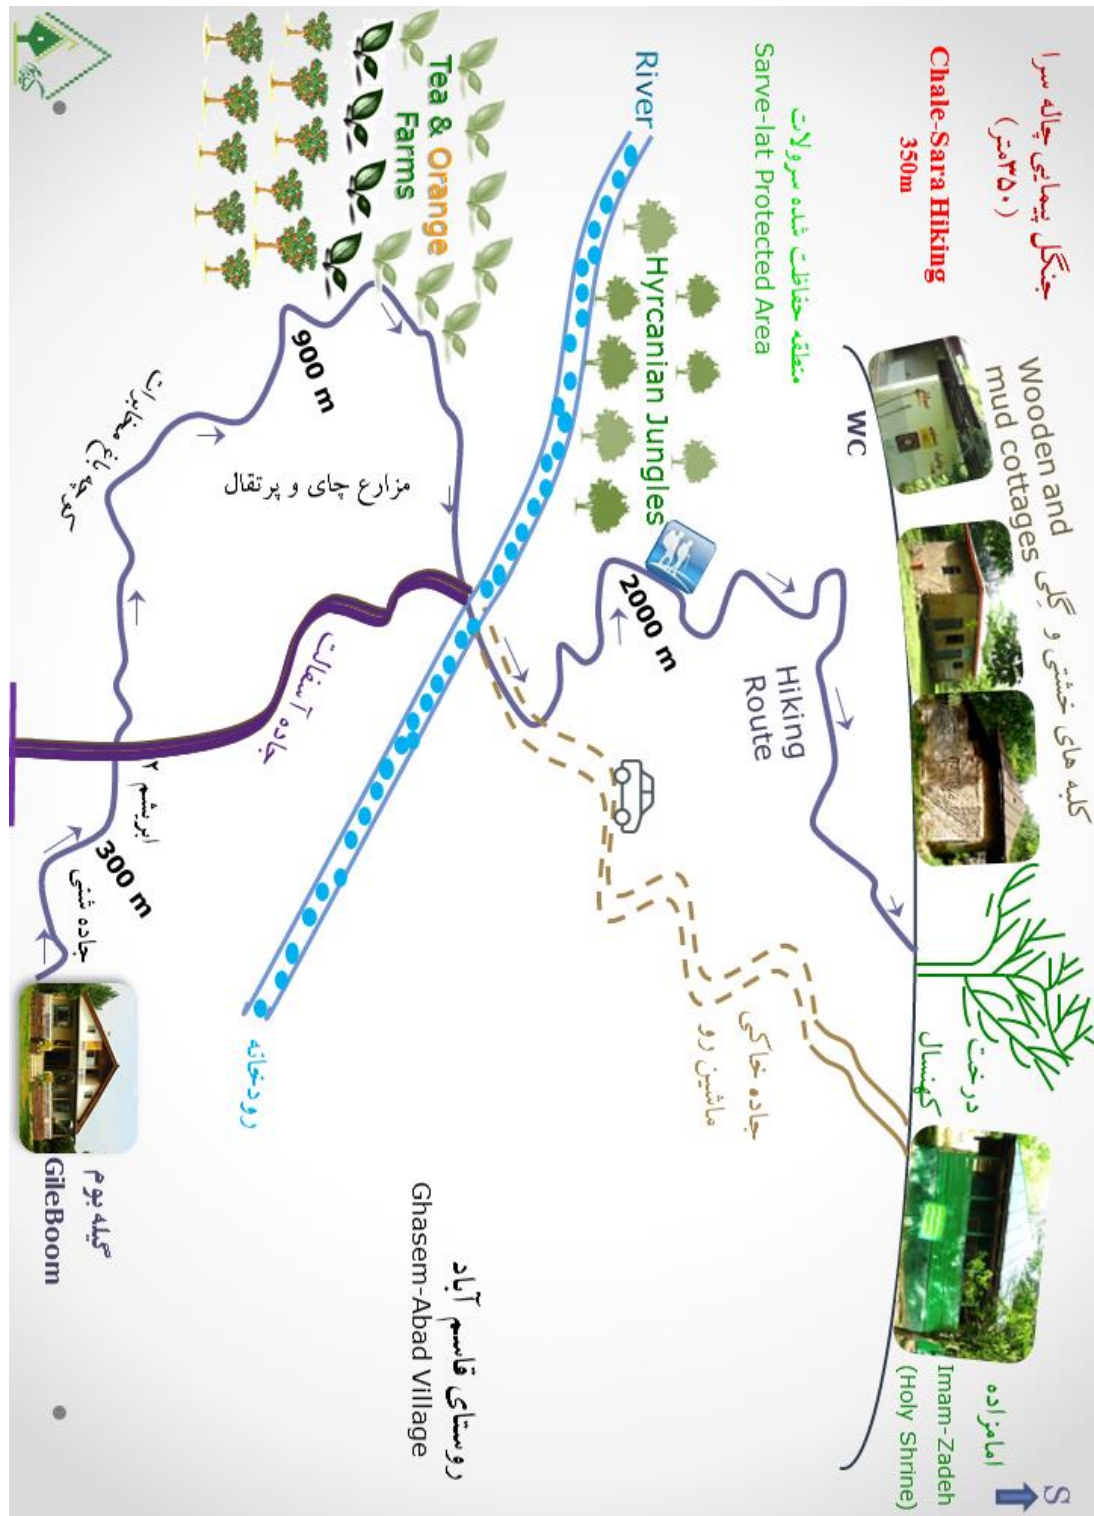 جنگل پیمایی چاله سرا
(۳۵۰متر)
Chale-Sara Hiking
350m
Wooden and
mud cottages
کلبه های خشتی و گلی
درخت
کهنسال
امامزاده
Imam-Zadeh
(Holy Shrine)
S
WC
منطقه حفاظت شده سرولات
Sarve-lat Protected Area
River
Hyrcanian Jungles
2000 m
Hiking
Route
جاده خاکی
ماشین رو
Tea & Orange
Farms
مزارع چای و پرتقال
900 m
کوچه باغ مخابرات
جاده آسفالت
رودخانه
روستای قاسم آباد
Ghasem-Abad Village
ابریشم ۲
300 m
جاده شنی
گیله بوم
GileBoom